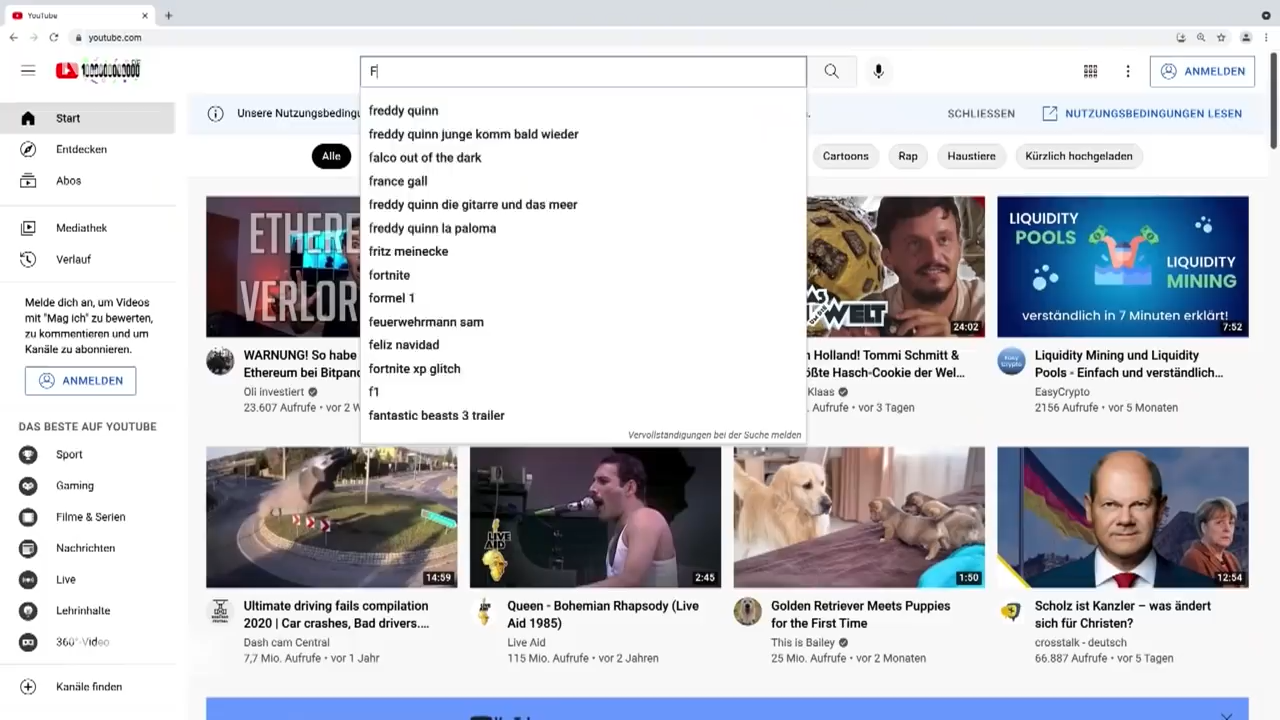 YouTube
youtube.com
F
ANMELDEN
Unsere Nutzungsbedingu
SCHLIESSEN
NUTZUNGSBEDINGUNGEN LESEN
Start
Entdecken
Abos
Mediathek
Verlauf
Melde dich an, um Videos
mit "Mag ich" zu bewerten,
zu kommentieren und um
Kanäle zu abonnieren.
ANMELDEN
DAS BESTE AUF YOUTUBE
Sport
Gaming
Filme & Serien
Nachrichten
Live
Lehrinhalte
360°-Video
Kanäle finden
freddy quinn
freddy quinn junge komm bald wieder
falco out of the dark
france gall
freddy quinn die gitarre und das meer
freddy quinn la paloma
fritz meinecke
fortnite
formel 1
feuerwehrmann sam
feliz navidad
fortnite xp glitch
f1
fantastic beasts 3 trailer
Vervollständigungen bei der Suche melden
Alle
Cartoons
Rap
Haustiere
Kürzlich hochgeladen
ETHERE
VERLOR
WARNUNG! So habe
Ethereum bei Bitpand
Oli investiert
23.607 Aufrufe • vor 2 W
WELT
24:02
n Holland! Tommi Schmitt &
ößte Hasch-Cookie der Wel...
Klaas
. Aufrufe • vor 3 Tagen
LIQUIDITY
POOLS
LIQUIDITY
MINING
verständlich in 7 Minuten erklärt!
7:52
Easy
Crypto
Liquidity Mining und Liquidity
Pools - Einfach und verständlich...
EasyCrypto
2156 Aufrufe • vor 5 Monaten
14:59
Ultimate driving fails compilation
2020 | Car crashes, Bad drivers....
Dash cam Central
7,7 Mio. Aufrufe • vor 1 Jahr
LIVE
AID
2:45
Queen - Bohemian Rhapsody (Live
Aid 1985)
Live Aid
115 Mio. Aufrufe • vor 2 Jahren
1:50
Golden Retriever Meets Puppies
for the First Time
This is Bailey
25 Mio. Aufrufe • vor 2 Monaten
12:54
Scholz ist Kanzler – was ändert
sich für Christen?
crosstalk - deutsch
66.887 Aufrufe • vor 5 Tagen